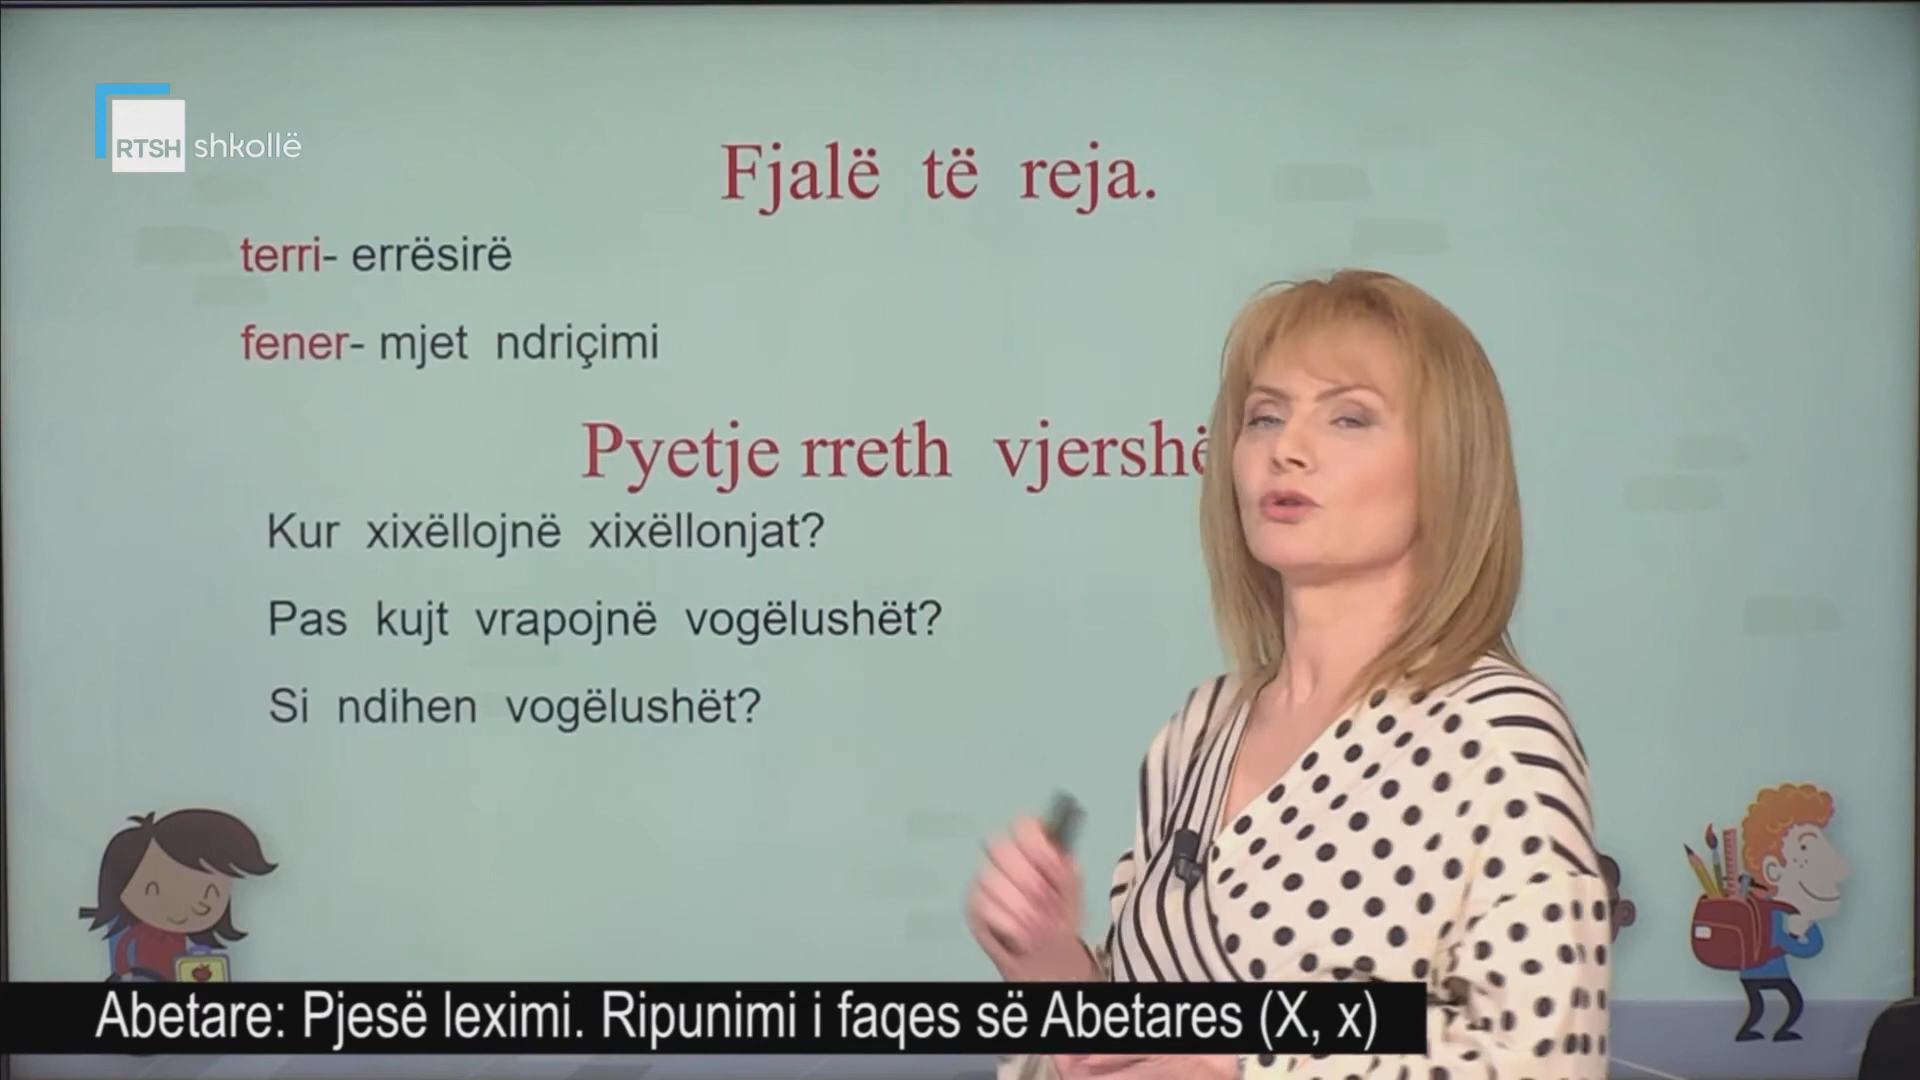 RTSH shkollë
Fjalë të reja.
terri- errësirë
fener- mjet ndriçimi
Pyetje rreth
Kur xixëllojnë xixëllonjat?
Pas kujt vrapojnë vogëlushët?
Si ndihen vogëlushët?
Abetare: Pjesë leximi. Ripunimi i faqes së Abetares (X, x)